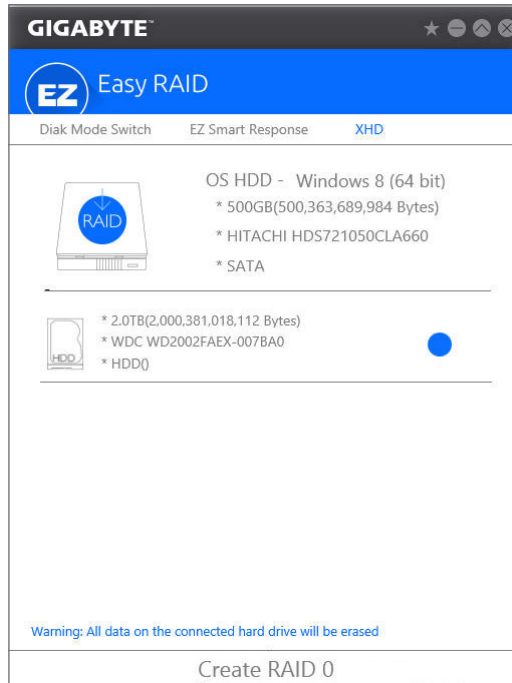 GIGABYTE™
EZ Easy RAID
Diak Mode Switch EZ Smart Response XHD
RAID
OS HDD - Windows 8 (64 bit)
* 500GB(500,363,689,984 Bytes)
* HITACHI HDS721050CLA660
* SATA
HDD
* 2.0TB(2,000,381,018,112 Bytes)
* WDC WD2002FAEX-007BA0
* HDD()
Warning: All data on the connected hard drive will be erased
Create RAID 0